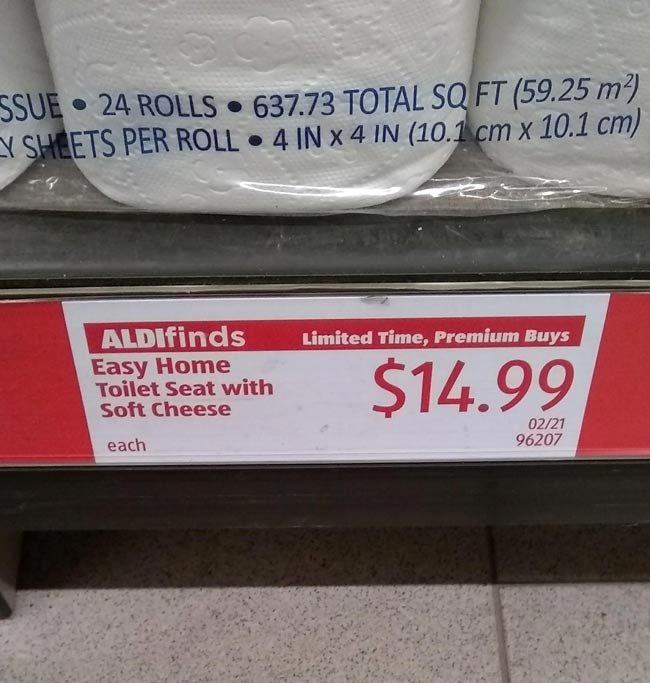 SSUE • 24 ROLLS • 637.73 TOTAL SQ FT (59.25 m²)
LY SHEETS PER ROLL • 4 IN x 4 IN (10.1 cm x 10.1 cm)
ALDIfinds
Limited Time, Premium Buys
Easy Home
Toilet Seat with
Soft Cheese
$14.99
each
02/21
96207